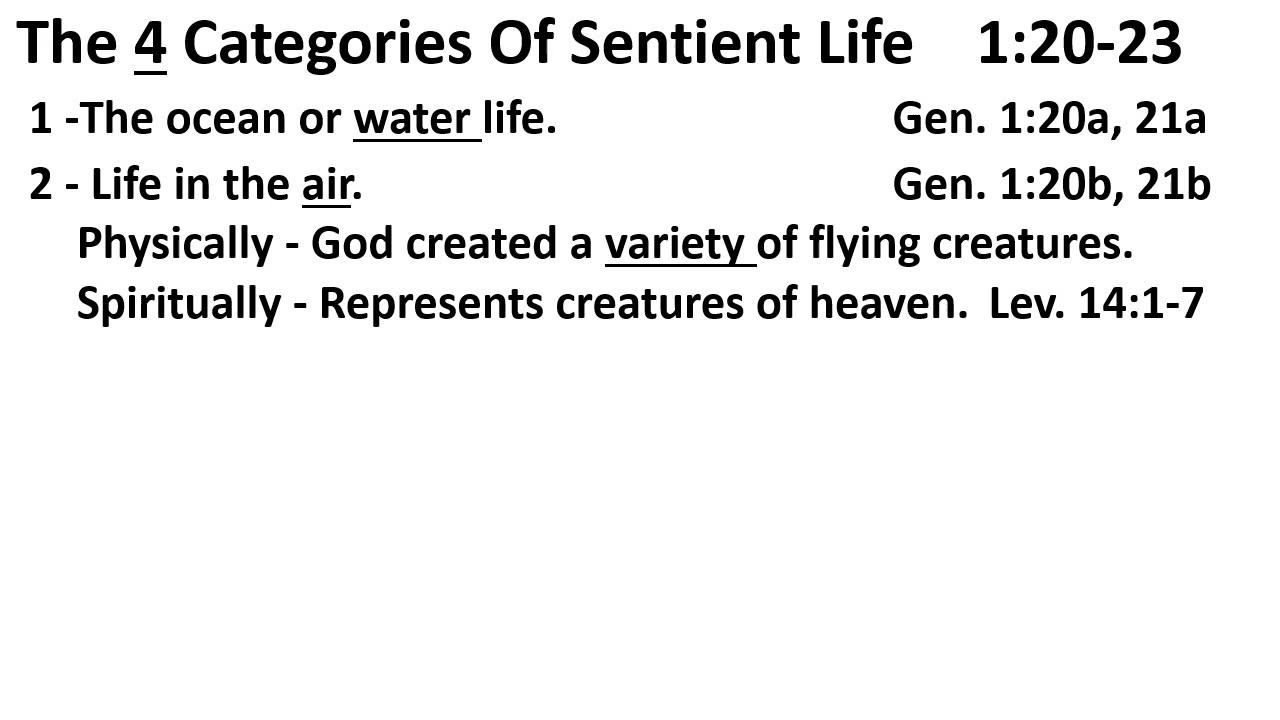 The 4 Categories Of Sentient Life 1:20-23
1 -The ocean or water life. Gen. 1:20a, 21a
2 - Life in the air. Gen. 1:20b, 21b
Physically - God created a variety of flying creatures.
Spiritually - Represents creatures of heaven. Lev. 14:1-7